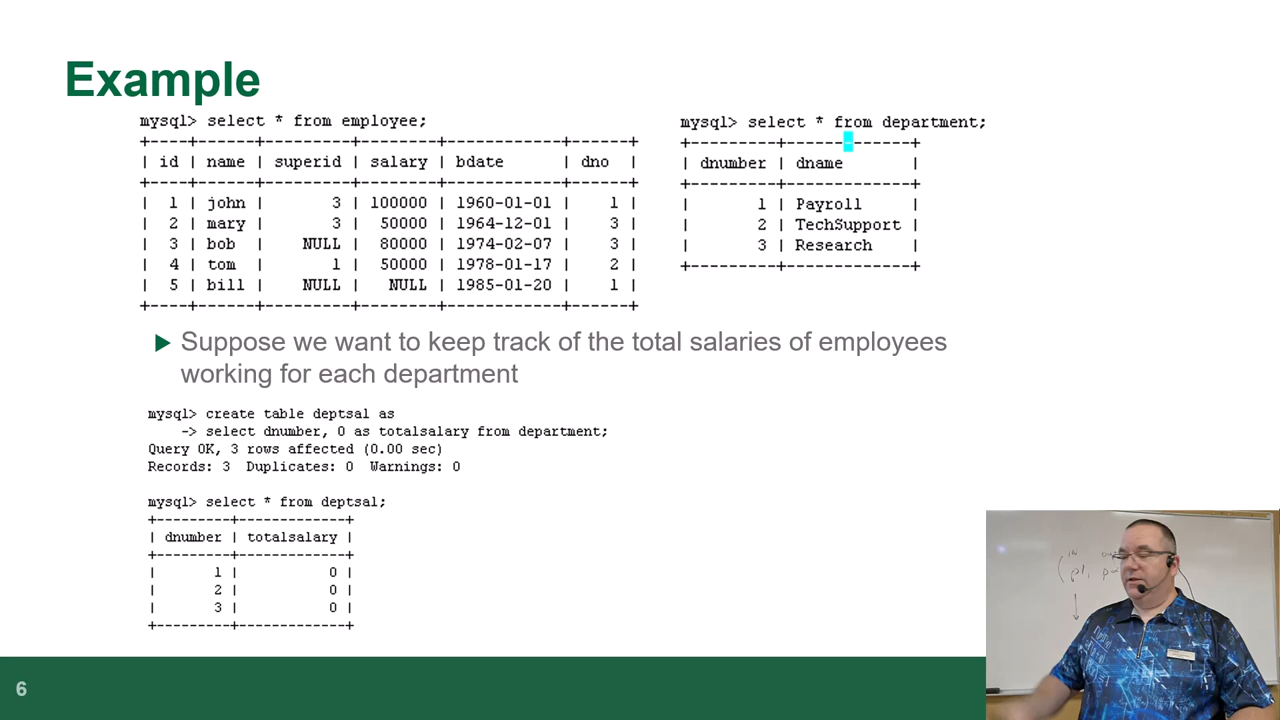 Example
mysql> select * from employee;
+----+------+---------+--------+------------+------+
| id | name | superid | salary | bdate | dno |
+----+------+---------+--------+------------+------+
| 1 | john | 3 | 100000 | 1960-01-01 | 1 |
| 2 | mary | 3 | 50000 | 1964-12-01 | 3 |
| 3 | bob | NULL | 80000 | 1974-02-07 | 3 |
| 4 | tom | 1 | 50000 | 1978-01-17 | 2 |
| 5 | bill | NULL | NULL | 1985-01-20 | 1 |
+----+------+---------+--------+------------+------+
mysql> select * from department;
+---------+-------------+
| dnumber | dname |
+---------+-------------+
| 1 | Payroll |
| 2 | TechSupport |
| 3 | Research |
+---------+-------------+
Suppose we want to keep track of the total salaries of employees
working for each department
mysql> create table deptsal as
-> select dnumber, 0 as totalsalary from department;
Query OK, 3 rows affected (0.00 sec)
Records: 3 Duplicates: 0 Warnings: 0
mysql> select * from deptsal;
+---------+-------------+
| dnumber | totalsalary |
+---------+-------------+
| 1 | 0 |
| 2 | 0 |
| 3 | 0 |
+---------+-------------+
6